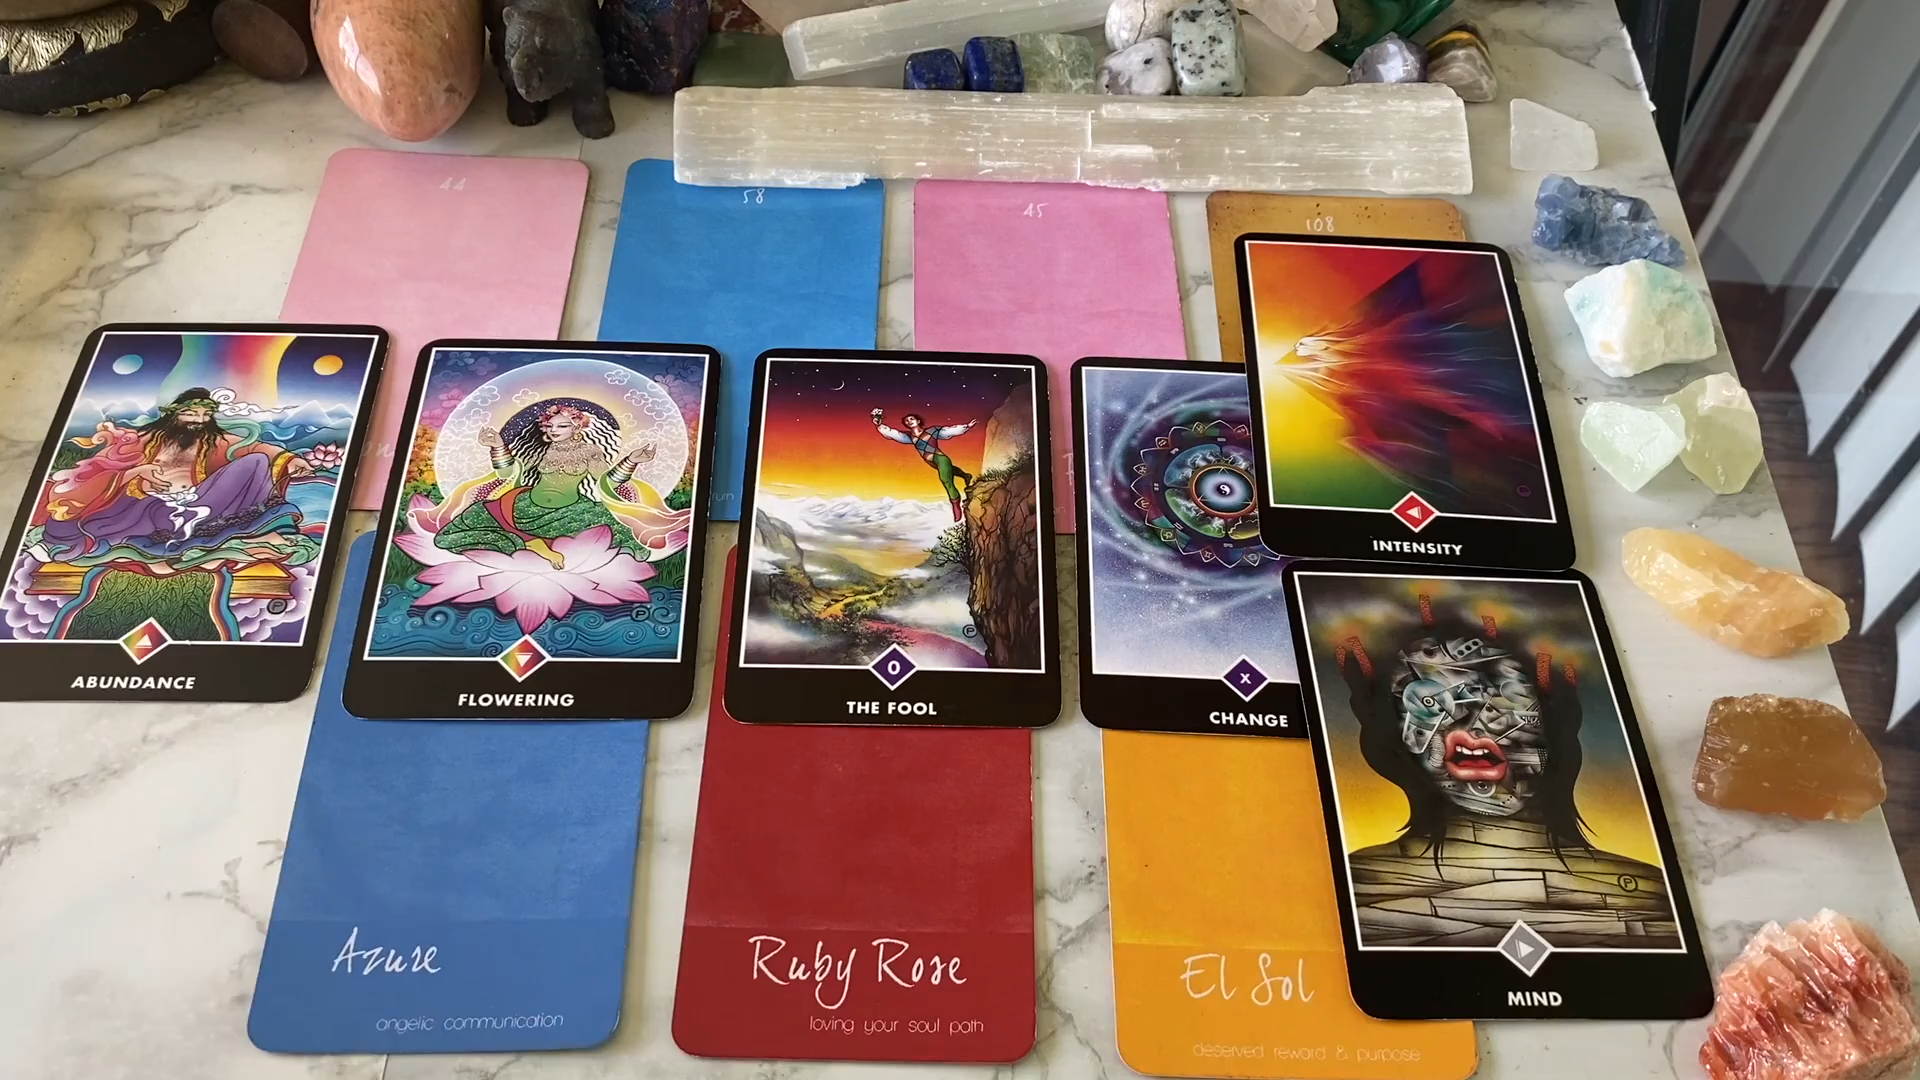 44
58
45
108
INTENSITY
ABUNDANCE
FLOWERING
0
THE FOOL
X
CHANGE
MIND
Azure
angelic communication
Ruby Rose
loving your soul path
El Sol
deserved reward & purpose